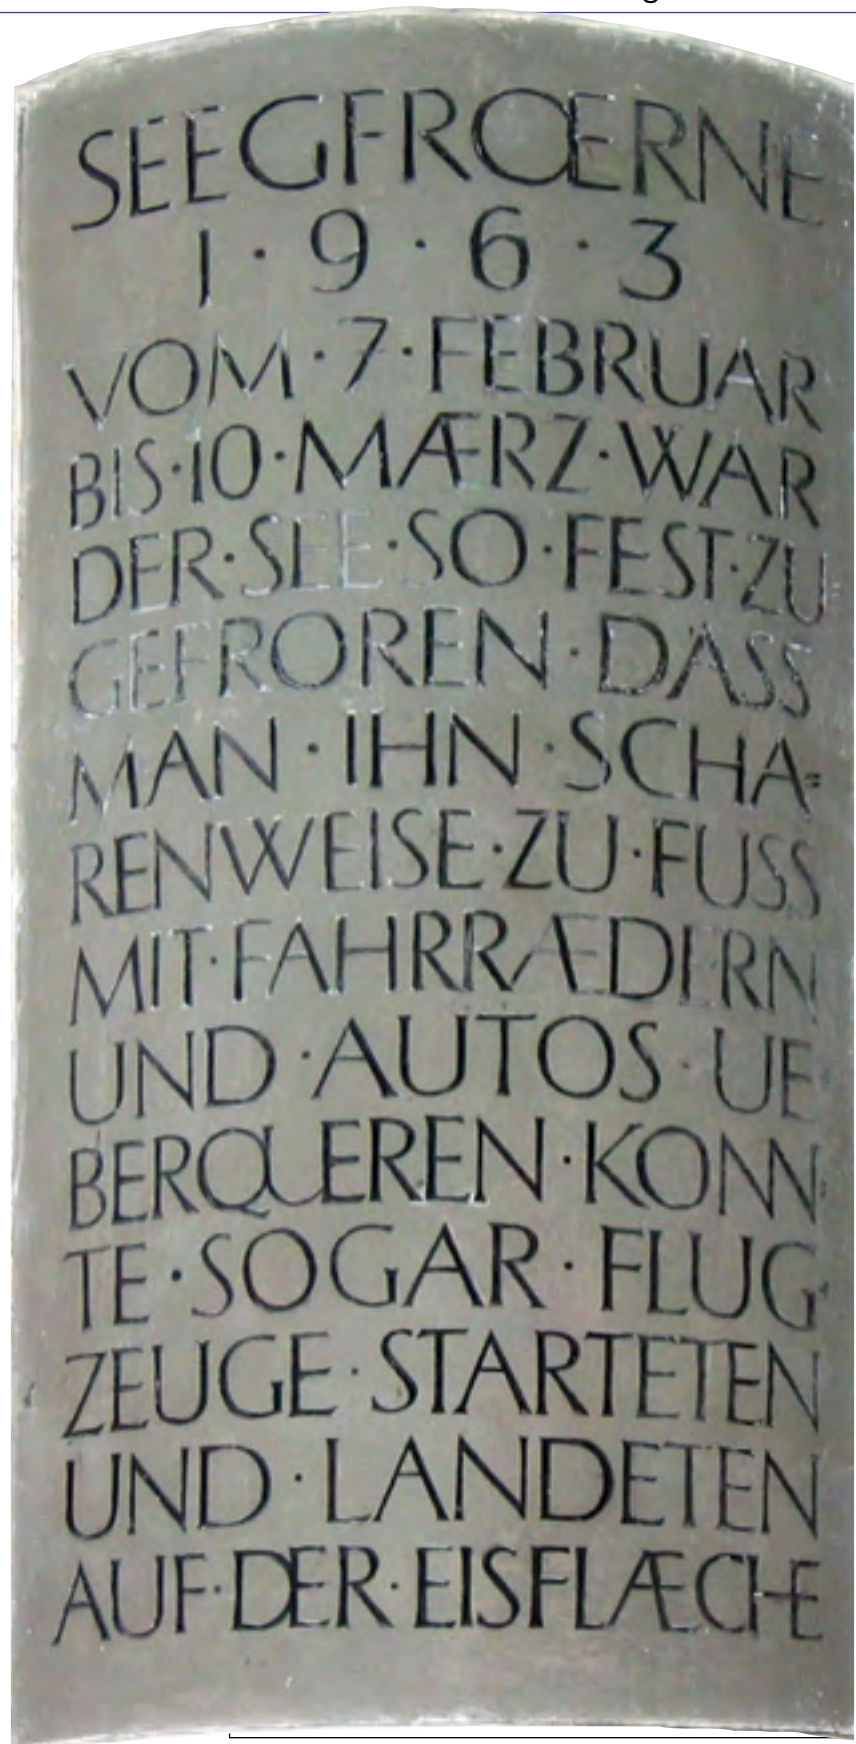 SEEGFRŒRNE
1·9·6·3
VOM·7·FEBRUAR
BIS·10·MÆRZ·WAR
DER·SEE·SO·FEST·ZU
GEFROREN·DASS
MAN·IHN·SCHA=
RENWEISE·ZU·FUSS
MIT·FAHRRÆDERN
UND·AUTOS·UE
BERQUEREN·KONN
TE·SOGAR·FLUG
ZEUGE·STARTETEN
UND·LANDETEN
AUF·DER·EISFLÆCHE